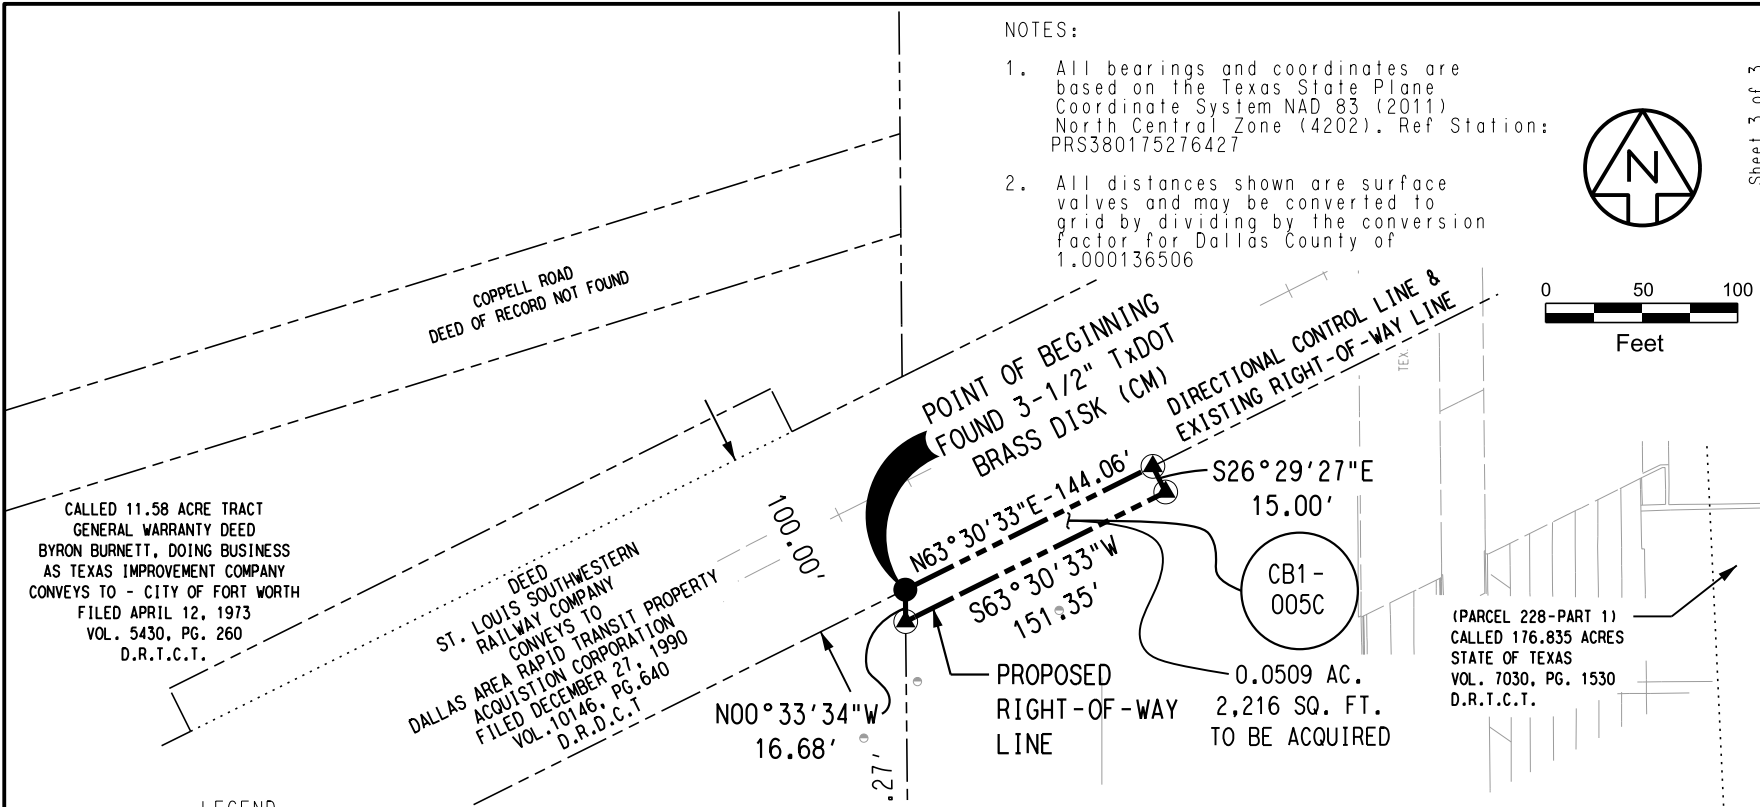 NOTES:
1. All bearings and coordinates are
based on the Texas State Plane
Coordinate System NAD 83 (2011)
North Central Zone (4202). Ref Station:
PRS380175276427
2. All distances shown are surface
valves and may be converted to
grid by dividing by the conversion
factor for Dallas County of
1.000136506
Sheet 3 of 3
N
0 50 100
Feet
COPPELL ROAD
DEED OF RECORD NOT FOUND
POINT OF BEGINNING
FOUND 3-1/2" TxDOT
BRASS DISK (CM)
DIRECTIONAL CONTROL LINE &
EXISTING RIGHT-OF-WAY LINE
TEX.
N63°30'33"E-144.06'
S26°29'27"E
15.00'
S63°30'33"W
151.35'
100.00'
CALLED 11.58 ACRE TRACT
GENERAL WARRANTY DEED
BYRON BURNETT, DOING BUSINESS
AS TEXAS IMPROVEMENT COMPANY
CONVEYS TO - CITY OF FORT WORTH
FILED APRIL 12, 1973
VOL. 5430, PG. 260
D.R.T.C.T.
DEED
ST. LOUIS SOUTHWESTERN
RAILWAY COMPANY
CONVEYS TO
DALLAS AREA RAPID TRANSIT PROPERTY
ACQUISTION CORPORATION
FILED DECEMBER 27, 1990
VOL.10146, PG.640
D.R.D.C.T
CB1-
005C
(PARCEL 228-PART 1)
CALLED 176.835 ACRES
STATE OF TEXAS
VOL. 7030, PG. 1530
D.R.T.C.T.
N00°33'34"W
16.68'
PROPOSED
RIGHT-OF-WAY
LINE
0.0509 AC.
2,216 SQ. FT.
TO BE ACQUIRED
.27'
LEGEND